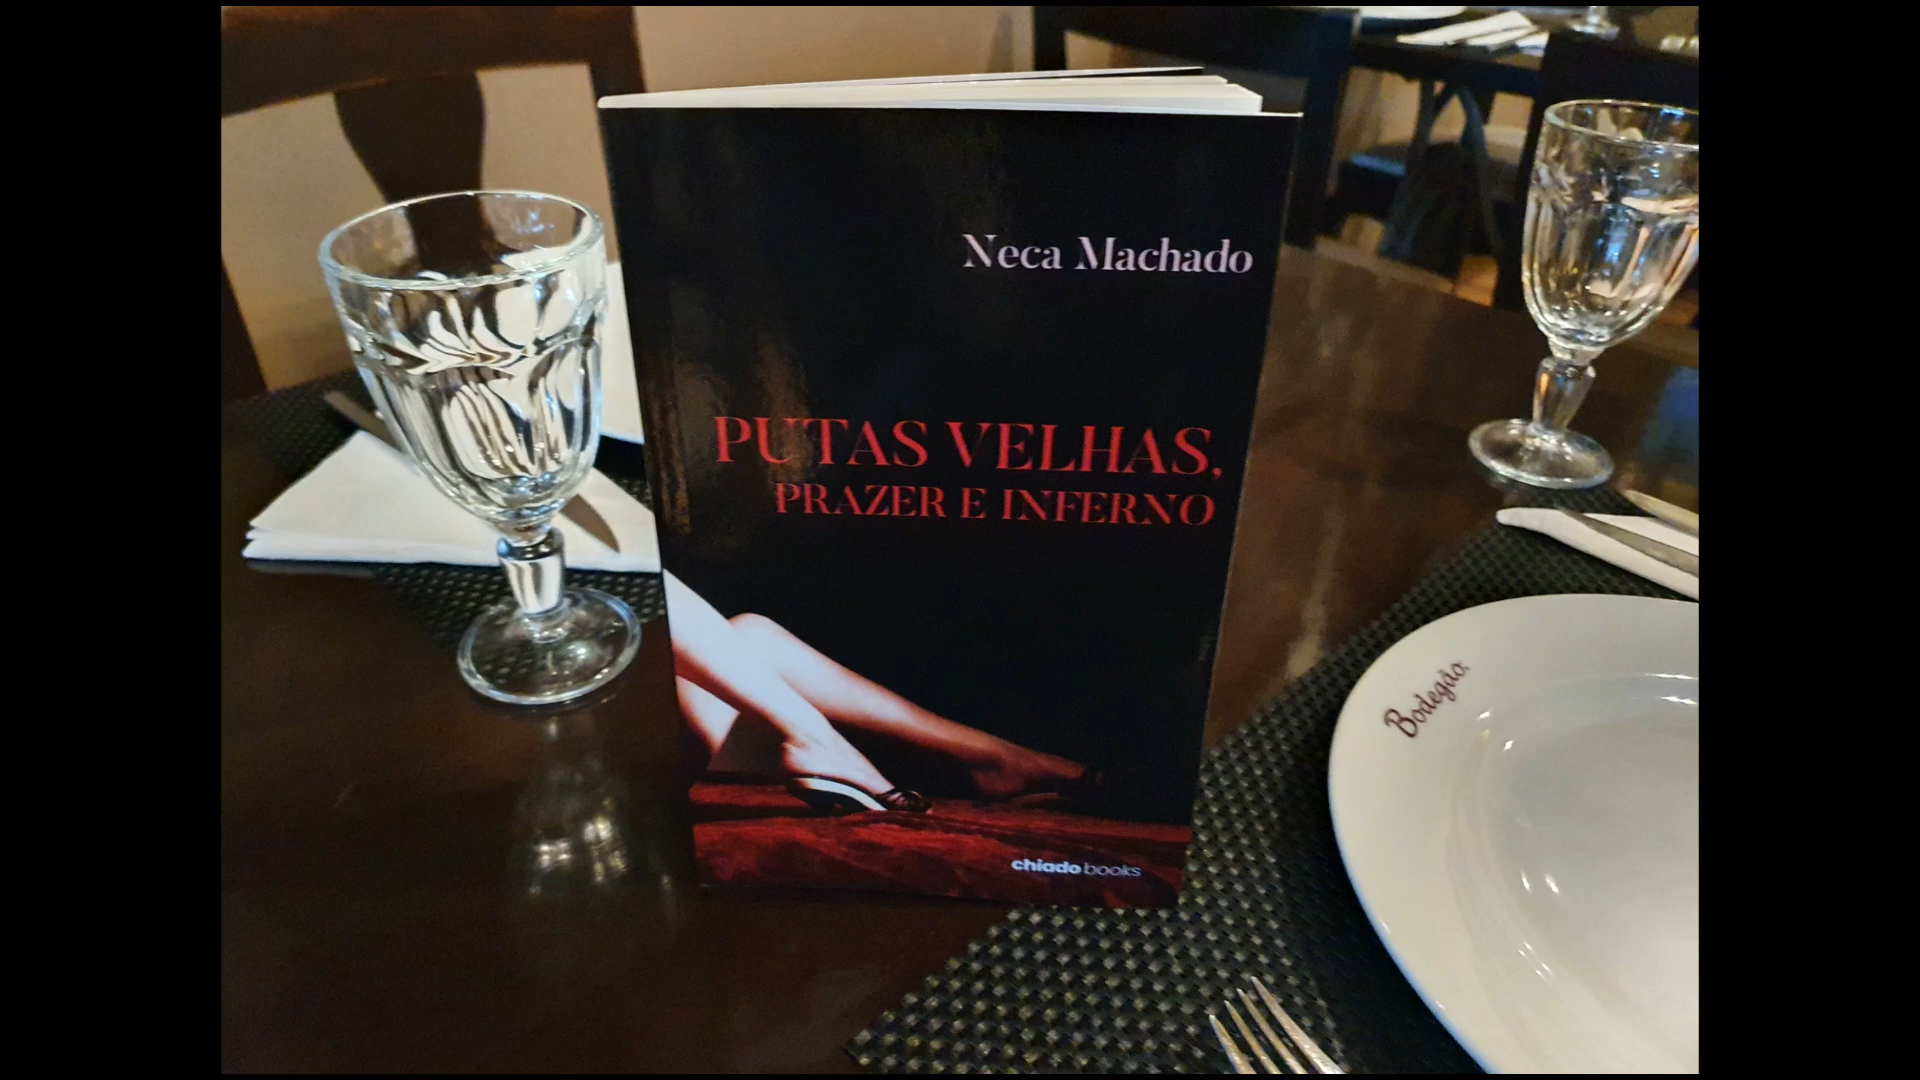 Neca Machado
PUTAS VELHAS,
PRAZER E INFERNO
chiado books
Bodegão